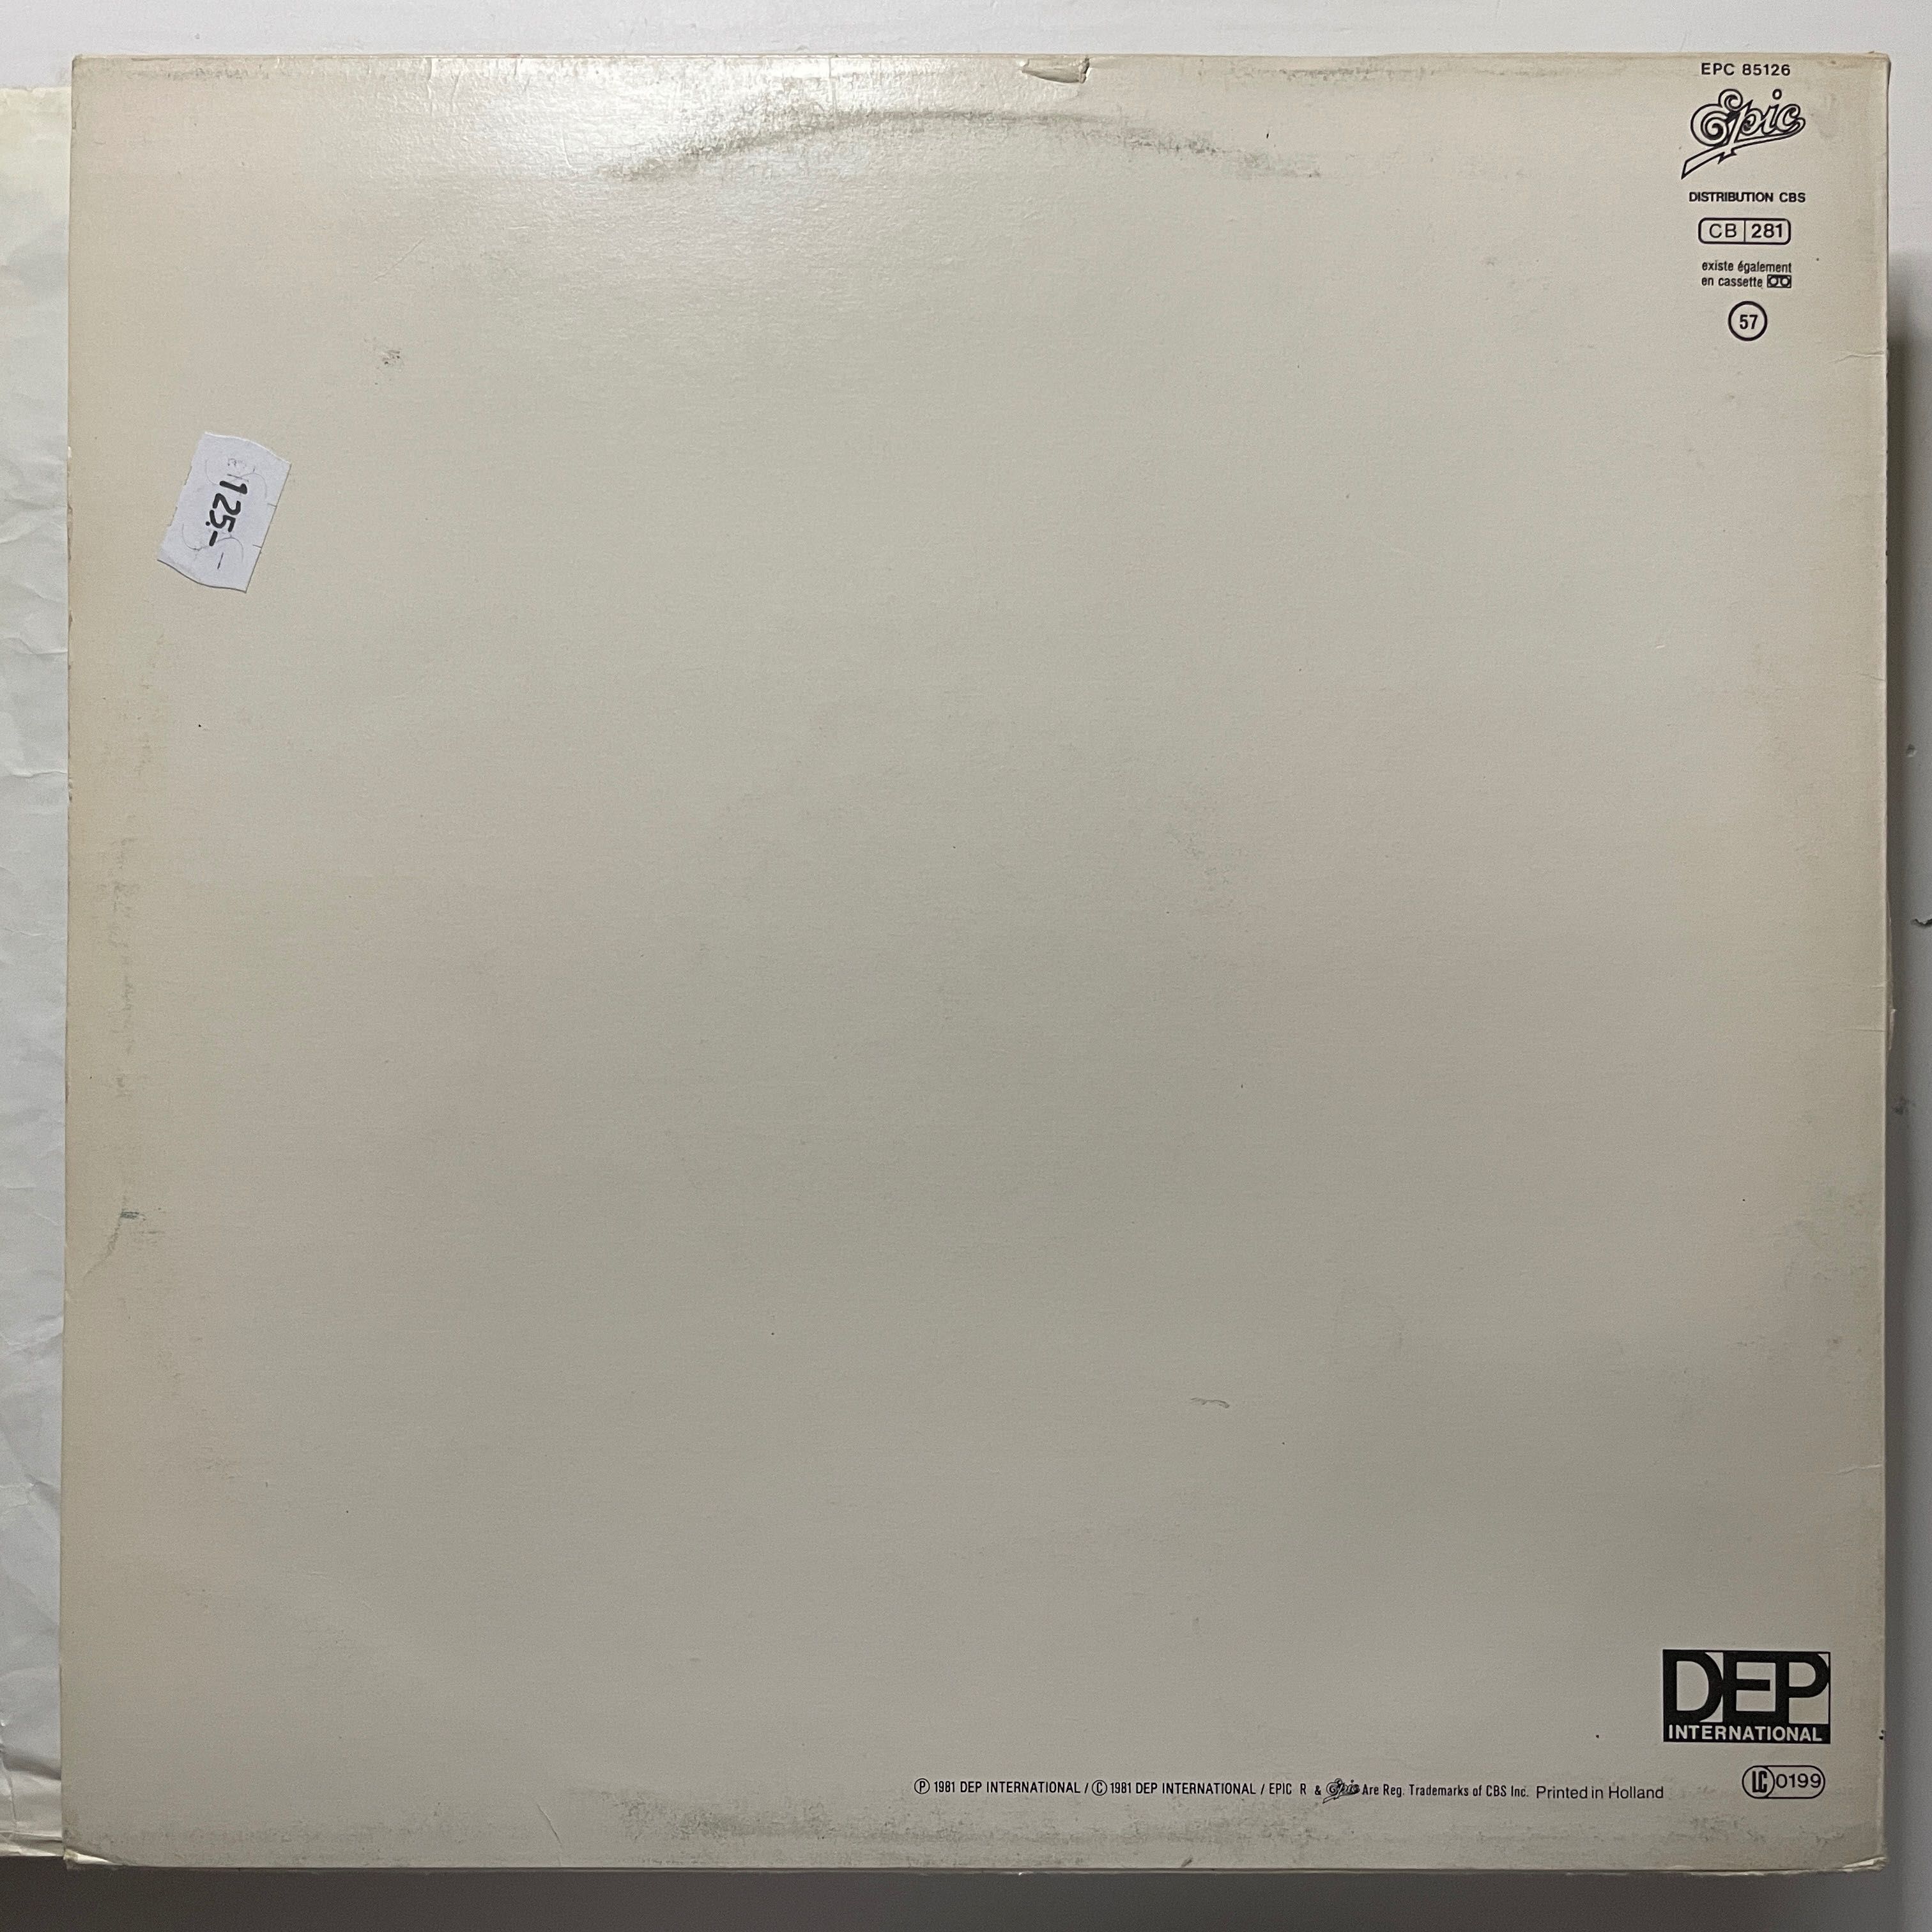 EPC 85126
Epic
DISTRIBUTION CBS
CB 281
existe également
en cassette
57
125.-
DEP
INTERNATIONAL
Ⓟ 1981 DEP INTERNATIONAL / Ⓒ 1981 DEP INTERNATIONAL / EPIC R & Epic Are Reg. Trademarks of CBS Inc. Printed in Holland
LC 0199